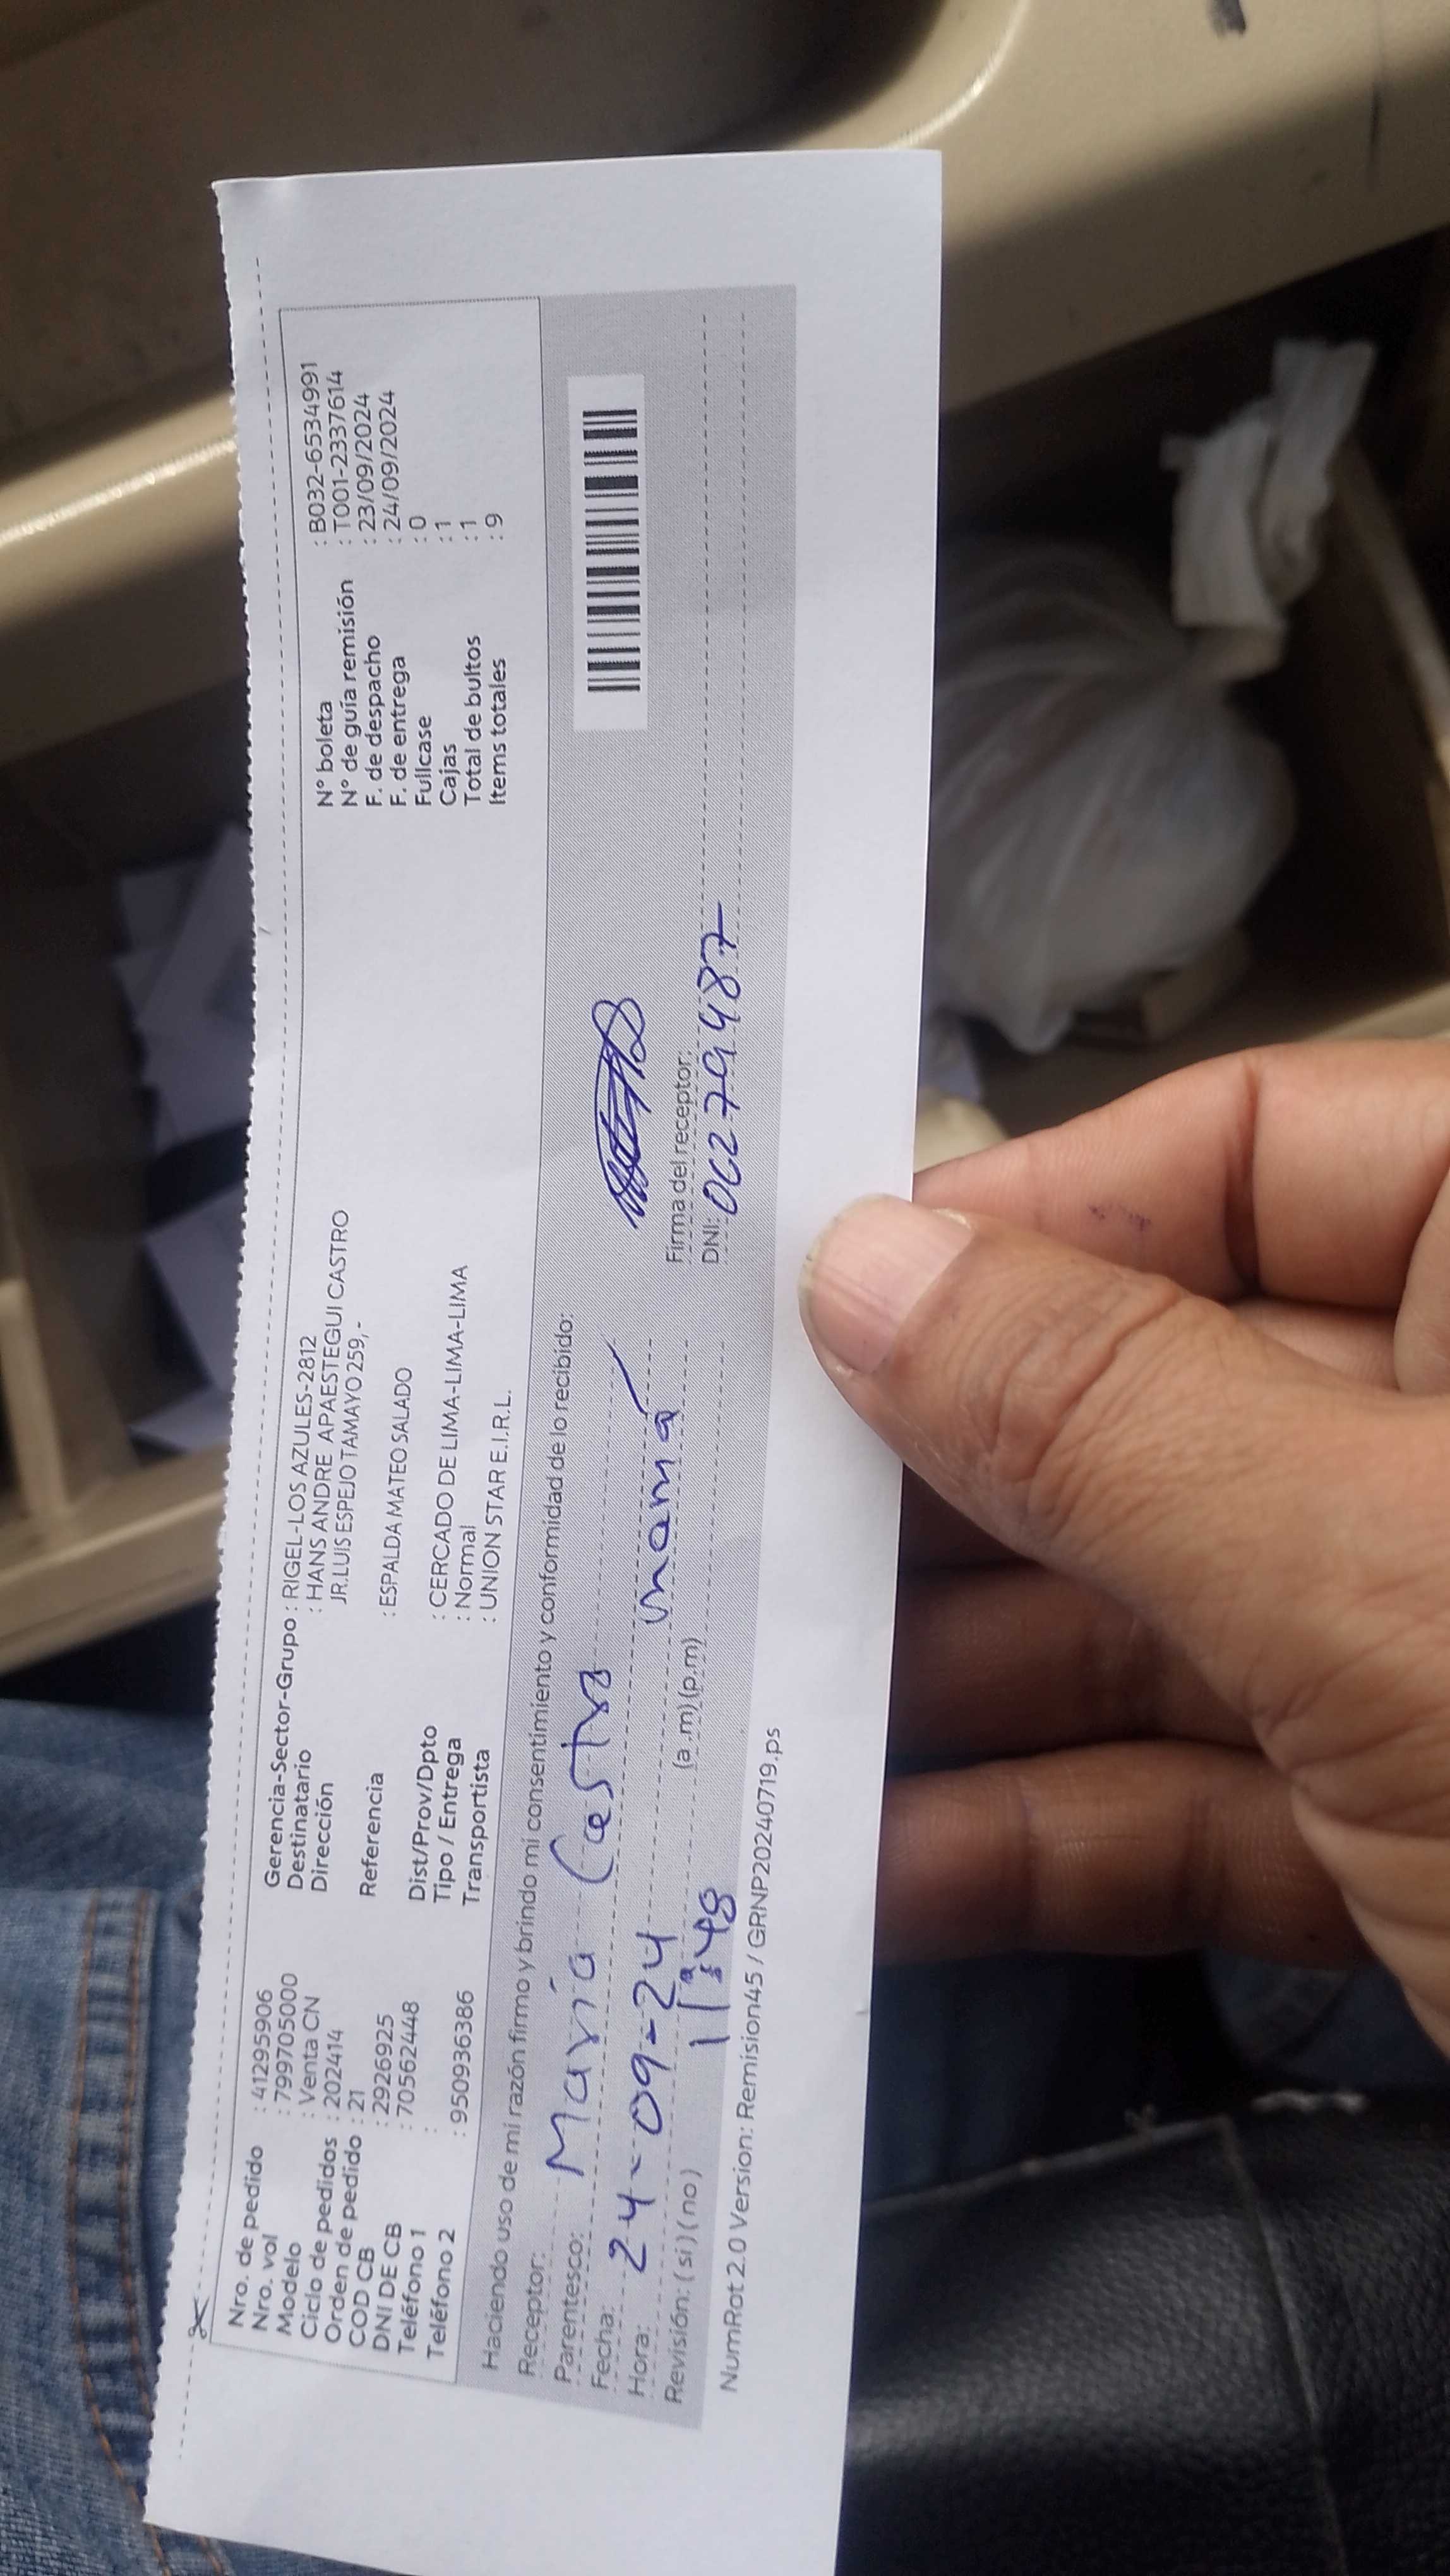 Nro. de pedido : 41295906
Nro. vol : 799705000
Modelo : Venta CN
Ciclo de pedidos : 202414
Orden de pedido : 21
COD CB : 2926925
DNI DE CB : 70562448
Teléfono 1 :
Teléfono 2 : 950936386
Gerencia-Sector-Grupo : RIGEL-LOS AZULES-2812
Destinatario : HANS ANDRE APAESTEGUI CASTRO
Dirección JR.LUIS ESPEJO TAMAYO 259,-
Referencia : ESPALDA MATEO SALADO
Dist/Prov/Dpto : CERCADO DE LIMA-LIMA-LIMA
Tipo / Entrega : Normal
Transportista : UNION STAR E.I.R.L.
N° boleta : B032-6534991
N° de guía remisión : T001-2337614
F. de despacho : 23/09/2024
F. de entrega : 24/09/2024
Fullcase : 0
Cajas : 1
Total de bultos : 1
Items totales : 9
Haciendo uso de mi razón firmo y brindo mi consentimiento y conformidad de lo recibido:
Receptor: Maria Castro
Parentesco: mama
Fecha: 24-09-24
Hora: 11:48 (a.m) (p.m)
Revisión: ( si ) ( no )
Firma del receptor:
DNI:
NumRot 2.0 Version: Remision45 / GRNP20240719.ps